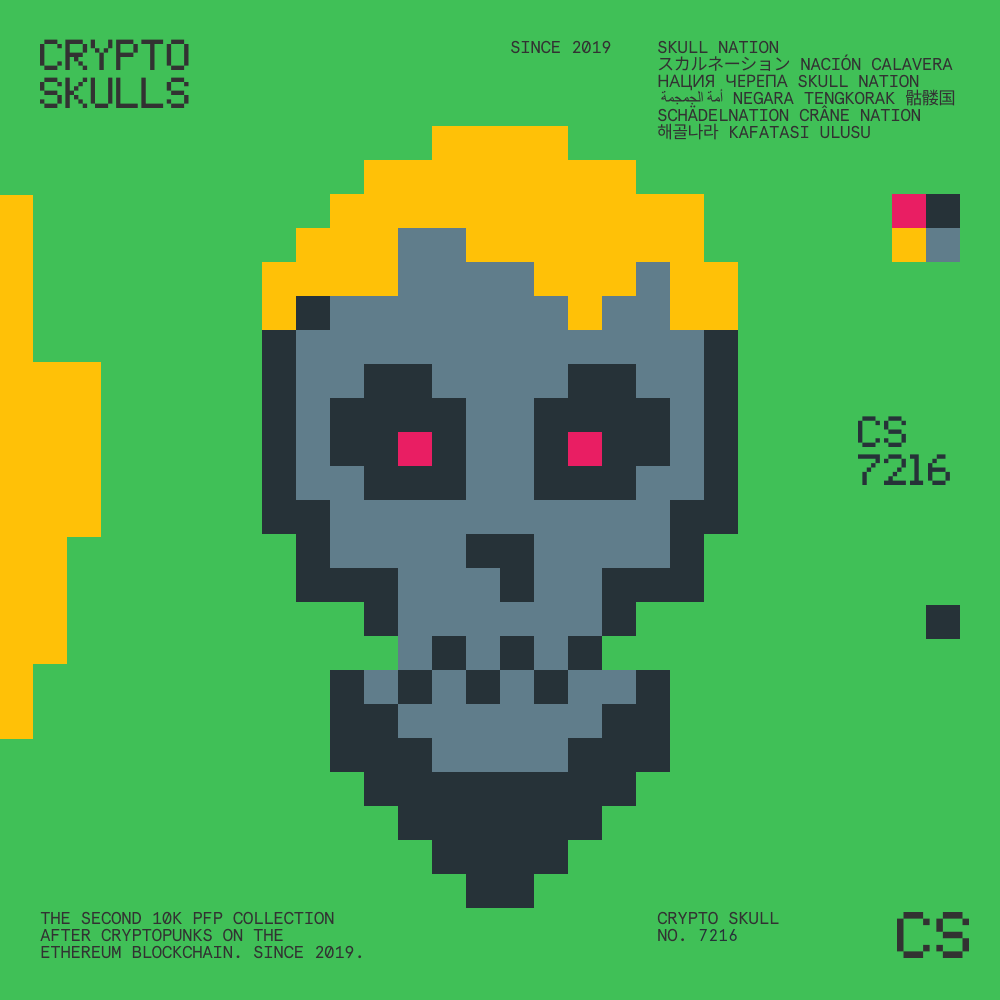 CRYPTO
SKULLS
SINCE 2019
SKULL NATION
スカルネーション NACIÓN CALAVERA
НАЦИЯ ЧЕРЕПА SKULL NATION
أمة الجمجمة NEGARA TENGKORAK 骷髅国
SCHÄDELNATION CRÂNE NATION
해골나라 KAFATASI ULUSU
CS
7216
THE SECOND 10K PFP COLLECTION
AFTER CRYPTOPUNKS ON THE
ETHEREUM BLOCKCHAIN. SINCE 2019.
CRYPTO SKULL
NO. 7216
CS